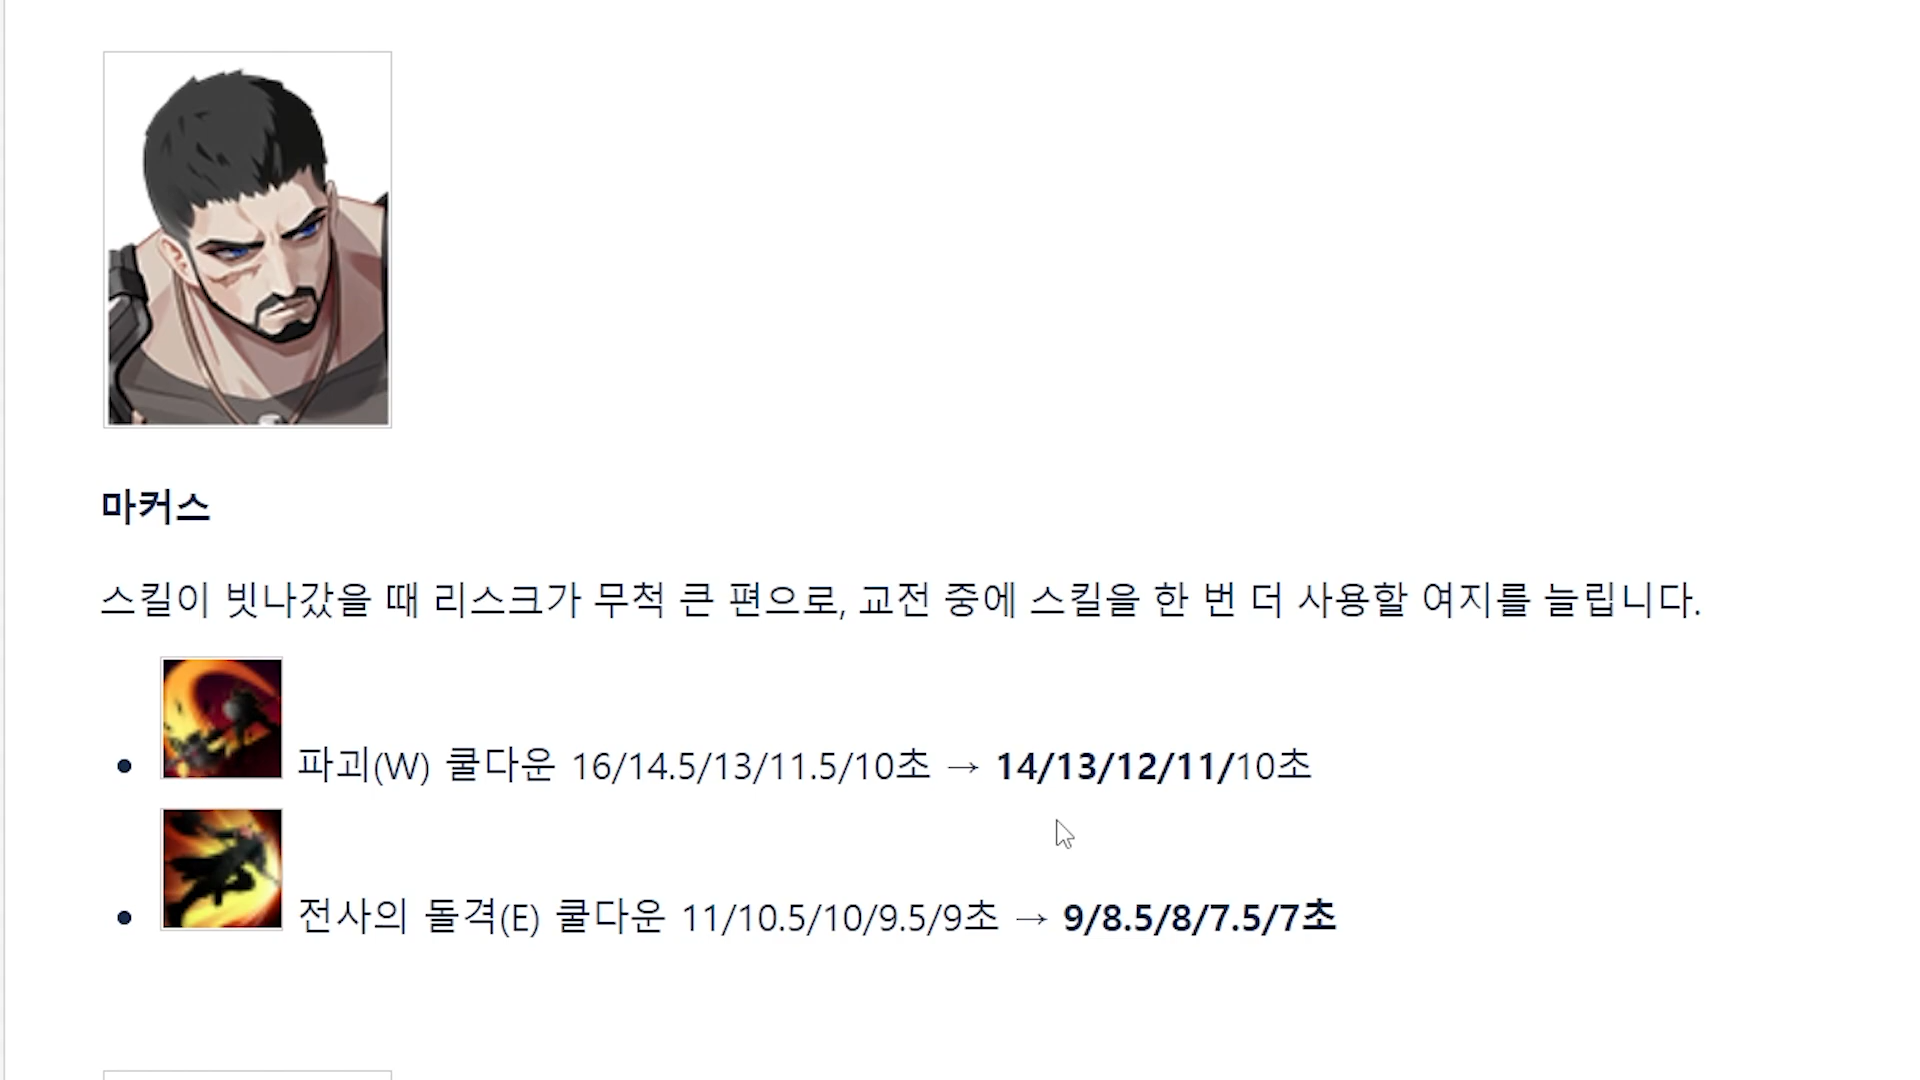 마커스
스킬이 빗나갔을 때 리스크가 무척 큰 편으로, 교전 중에 스킬을 한 번 더 사용할 여지를 늘립니다.
파괴(W) 쿨다운 16/14.5/13/11.5/10초 → 14/13/12/11/10초
전사의 돌격(E) 쿨다운 11/10.5/10/9.5/9초 → 9/8.5/8/7.5/7초